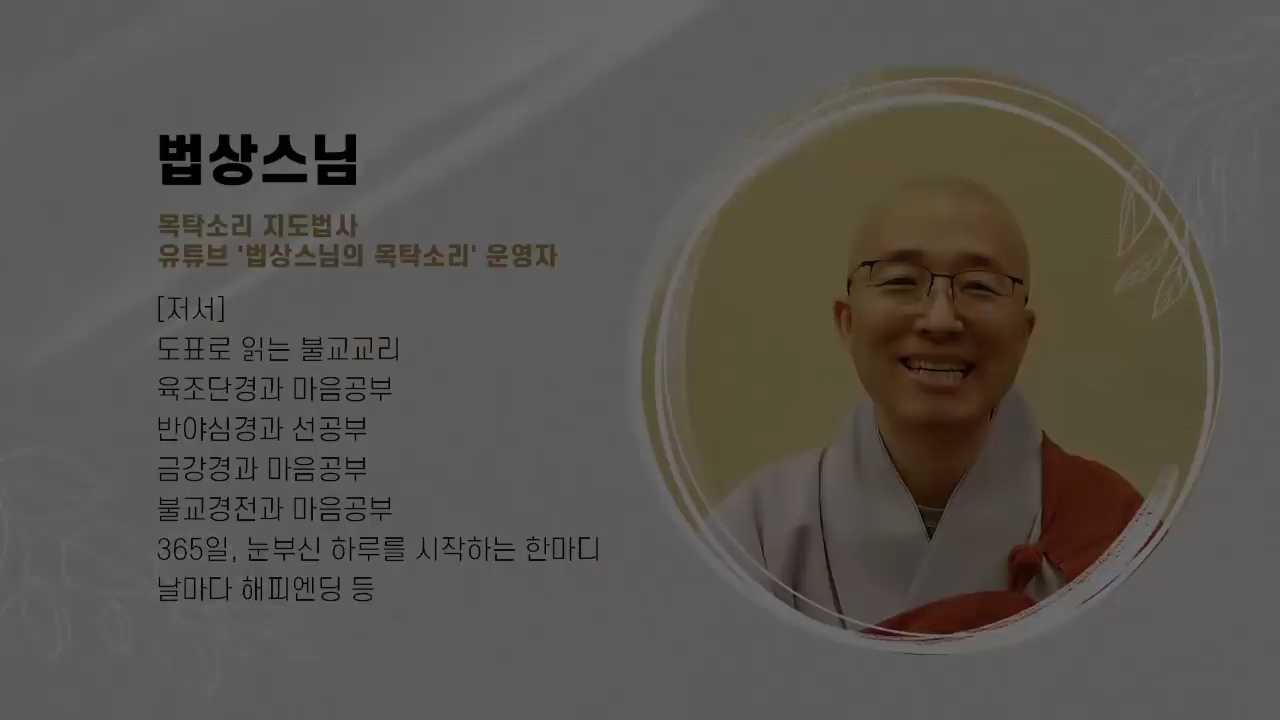 법상스님
목탁소리 지도법사
유튜브 '법상스님의 목탁소리' 운영자
[저서]
도표로 읽는 불교교리
육조단경과 마음공부
반야심경과 선공부
금강경과 마음공부
불교경전과 마음공부
365일, 눈부신 하루를 시작하는 한마디
날마다 해피엔딩 등